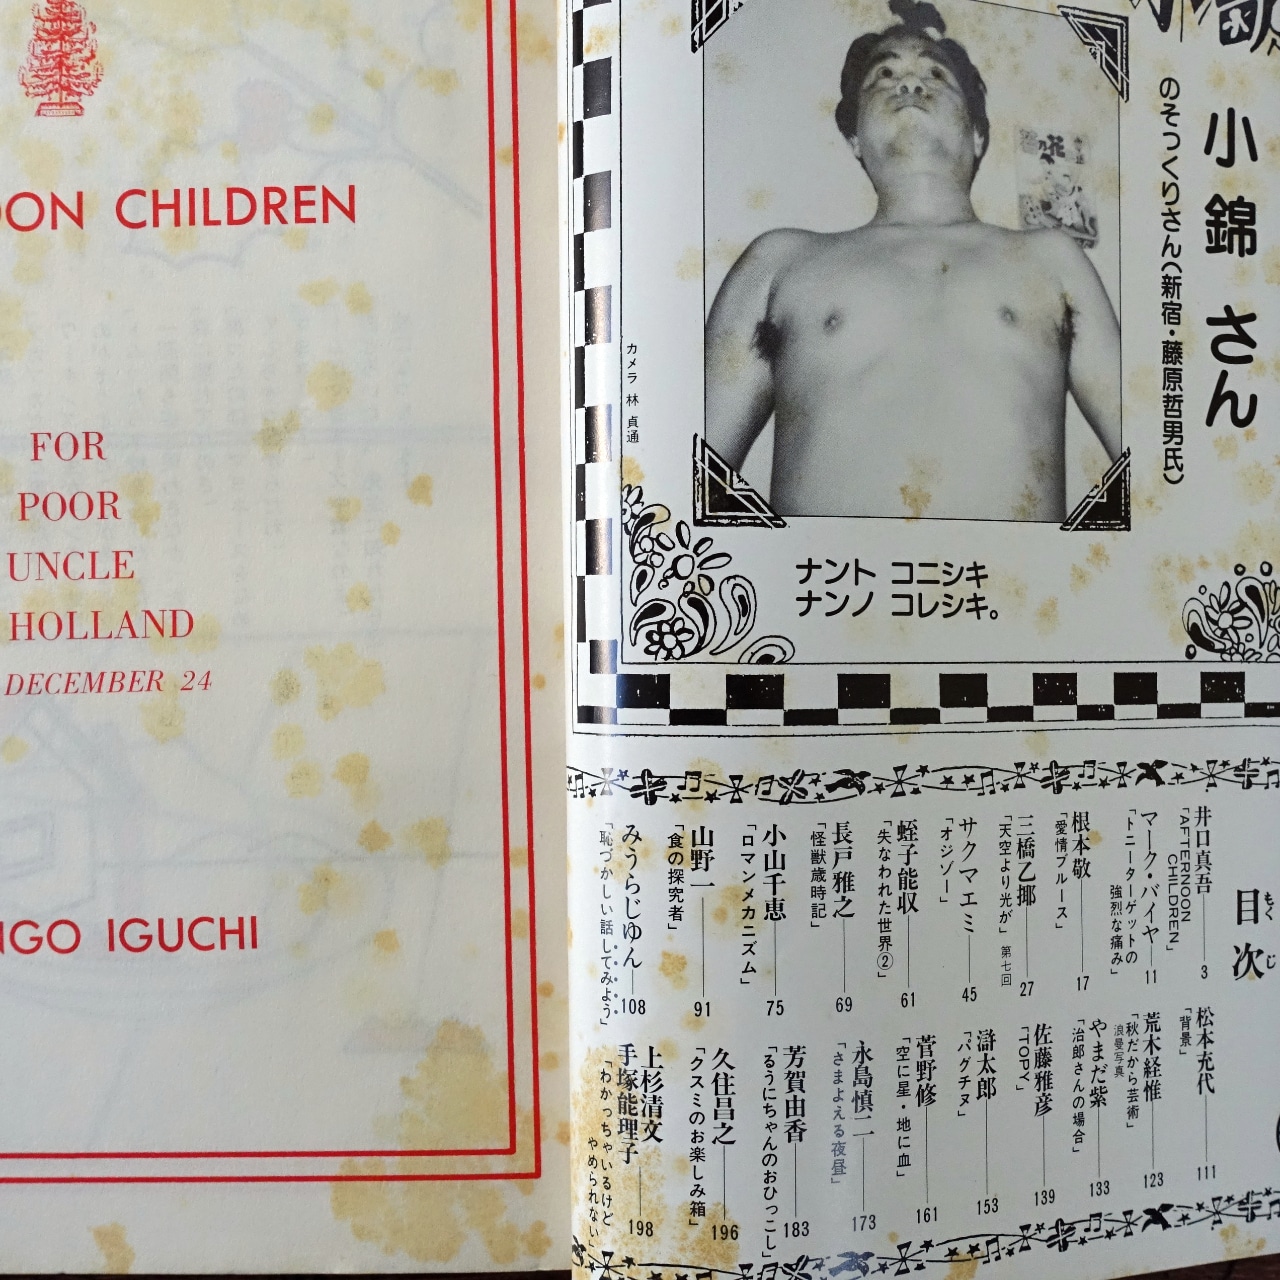 OON CHILDREN
FOR
POOR
UNCLE
HOLLAND
DECEMBER 24
NGO IGUCHI
小錦さん
のそっくりさん(新宿・藤原哲男氏)
カメラ 林 貞通
ナント コニシキ
ナンノ コレシキ。
目次
もくじ
井口真吾 3
「AFTERNOON
CHILDREN」
マーク・バイヤー 11
「トニーターゲットの
強烈な痛み」
根本敬 17
「愛情ブルース」
三橋乙揶 27
「天空より光が」第七回
サクマエミ 45
「オジゾー」
蛭子能収 61
「失なわれた世界②」
長戸雅之 69
「怪獣歳時記」
小山千恵 75
「ロマンメカニズム」
山野一 91
「食の探究者」
みうらじゅん 108
「恥づかしい話してみよう」
松本充代 111
「背景」
荒木経惟 123
「秋だから芸術」
浪曼写真
やまだ紫 133
「治郎さんの場合」
佐藤雅彦 139
「TOPY」
滸太郎 153
「パグチヌ」
菅野修 161
「空に星・地に血」
永島慎二 173
「さまよえる夜昼」
芳賀由香 183
「るうにちゃんのおひっこし」
久住昌之 196
「クスミのお楽しみ箱」
上杉清文
手塚能理子 198
「わかっちゃいるけど
やめられない」